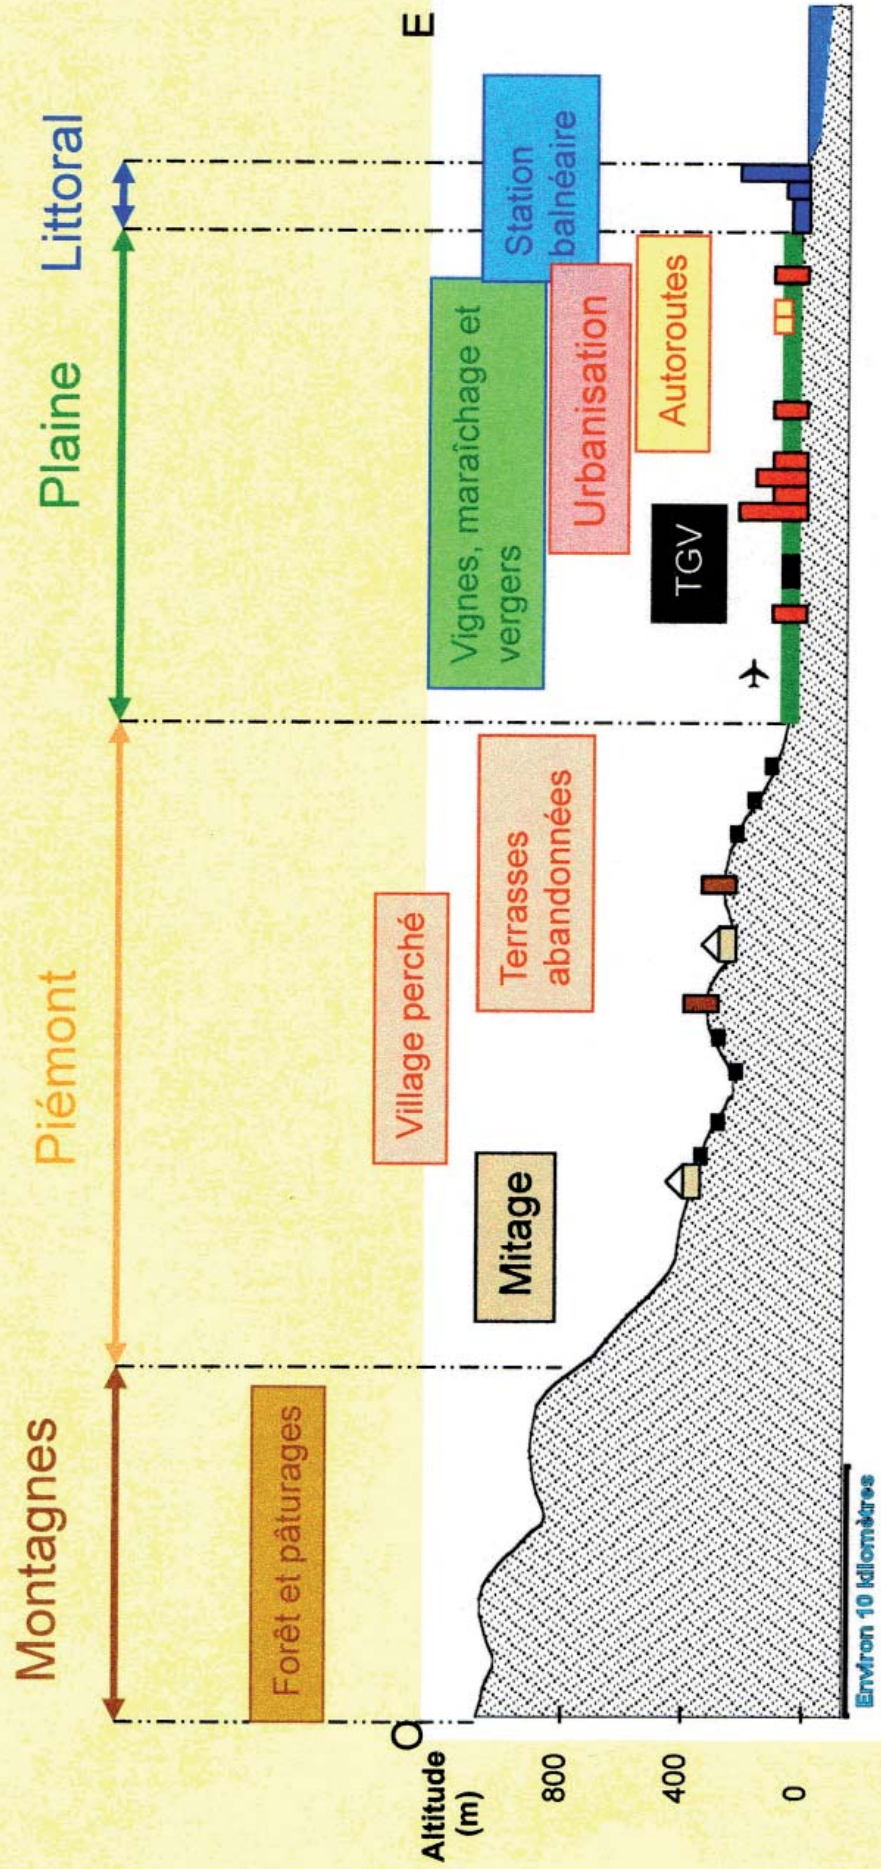 Montagnes
Piémont
Plaine
Littoral
Forêt et pâturages
O
E
Altitude
(m)
800
400
0
Village perché
Mitage
Terrasses
abandonnées
Vignes, maraîchage et
vergers
Station
balnéaire
Urbanisation
Autoroutes
TGV
Environ 10 kilomètres